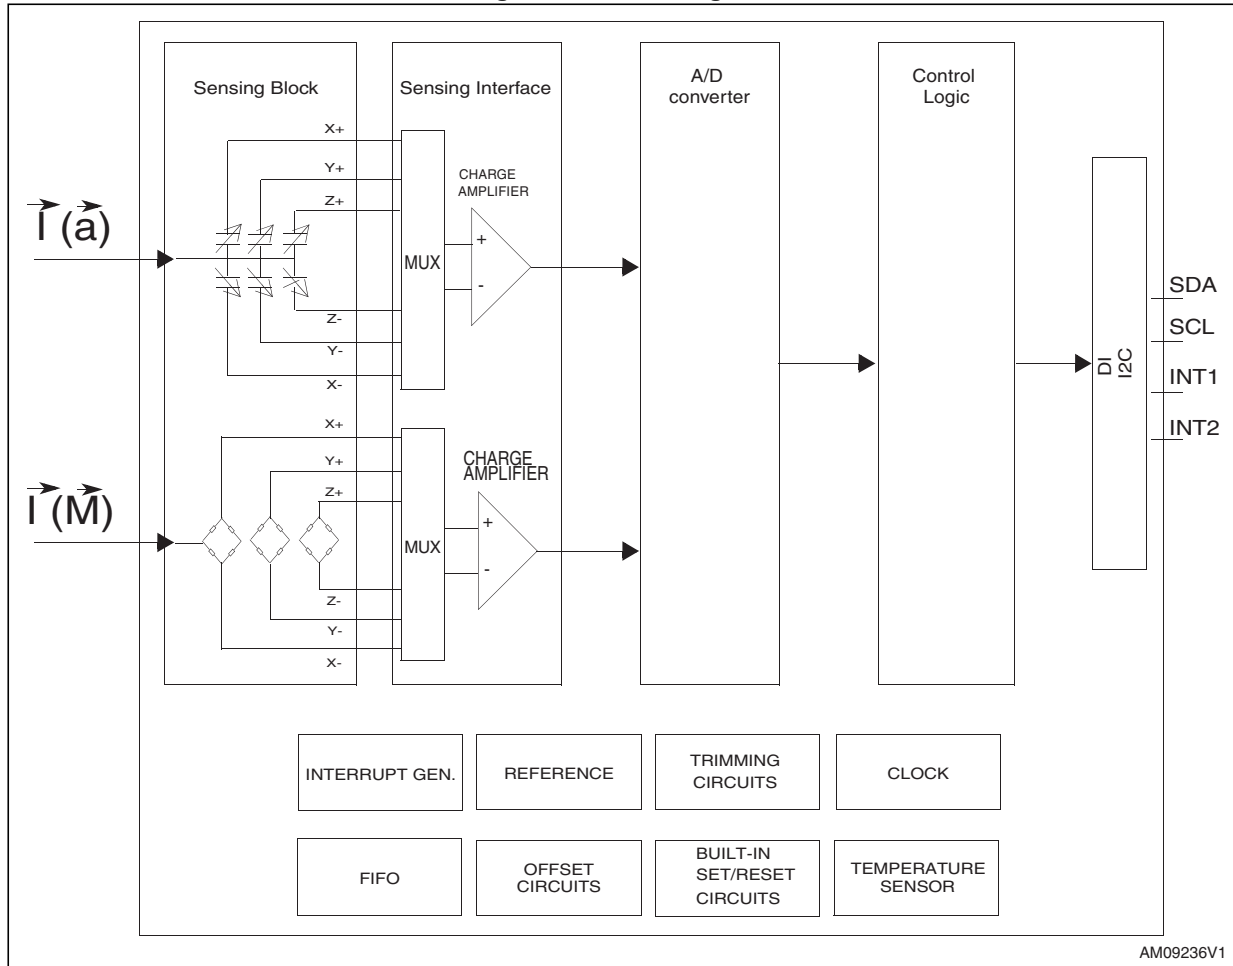 Sensing Block
Sensing Interface
A/D
converter
Control
Logic
X+
Y+
Z+
CHARGE
AMPLIFIER
I (a)
MUX
+
-
Z-
Y-
X-
DI
I2C
SDA
SCL
INT1
INT2
X+
Y+
Z+
CHARGE
AMPLIFIER
I (M)
MUX
+
-
Z-
Y-
X-
INTERRUPT GEN.
REFERENCE
TRIMMING
CIRCUITS
CLOCK
FIFO
OFFSET
CIRCUITS
BUILT-IN
SET/RESET
CIRCUITS
TEMPERATURE
SENSOR
AM09236V1